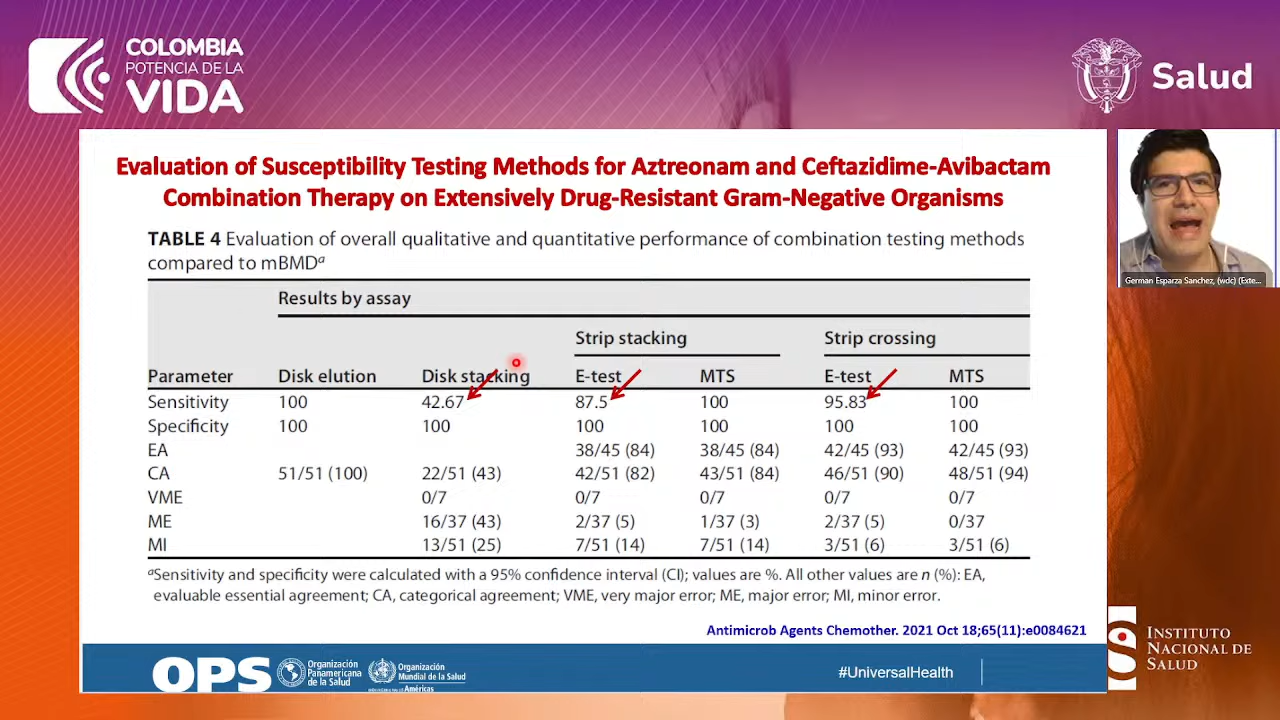 COLOMBIA
POTENCIA DE LA
VIDA
Salud
Evaluation of Susceptibility Testing Methods for Aztreonam and Ceftazidime-Avibactam
Combination Therapy on Extensively Drug-Resistant Gram-Negative Organisms
TABLE 4 Evaluation of overall qualitative and quantitative performance of combination testing methods
compared to mBMDᵃ
Results by assay
Strip stacking Strip crossing
Parameter Disk elution Disk stacking E-test MTS E-test MTS
Sensitivity 100 42.67 87.5 100 95.83 100
Specificity 100 100 100 100 100 100
EA 38/45 (84) 38/45 (84) 42/45 (93) 42/45 (93)
CA 51/51 (100) 22/51 (43) 42/51 (82) 43/51 (84) 46/51 (90) 48/51 (94)
VME 0/7 0/7 0/7 0/7 0/7
ME 16/37 (43) 2/37 (5) 1/37 (3) 2/37 (5) 0/37
MI 13/51 (25) 7/51 (14) 7/51 (14) 3/51 (6) 3/51 (6)
ᵃSensitivity and specificity were calculated with a 95% confidence interval (CI); values are %. All other values are n (%): EA,
evaluable essential agreement; CA, categorical agreement; VME, very major error; ME, major error; MI, minor error.
Antimicrob Agents Chemother. 2021 Oct 18;65(11):e0084621
German Esparza Sanchez, (wdc) (Exte...
OPS
Organización
Panamericana
de la Salud
Organización
Mundial de la Salud
Américas
#UniversalHealth
INSTITUTO
NACIONAL DE
SALUD